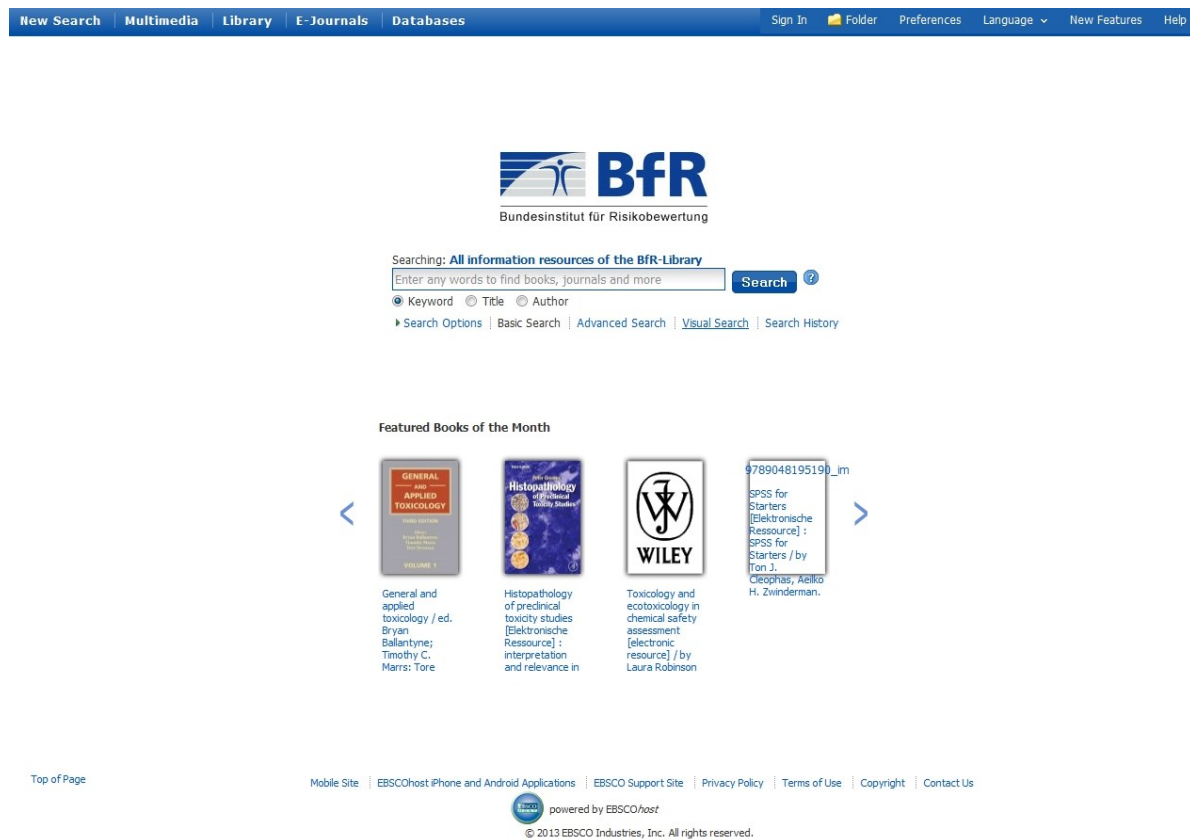 New Search Multimedia Library E-Journals Databases Sign In Folder Preferences Language New Features Help
BfR
Bundesinstitut für Risikobewertung
Searching: All information resources of the BfR-Library
Enter any words to find books, journals and more Search ?
Keyword Title Author
Search Options Basic Search Advanced Search Visual Search Search History
Featured Books of the Month
GENERAL
AND
APPLIED
TOXICOLOGY
THIRD EDITION
VOLUME 1
General and
applied
toxicology / ed.
Bryan
Ballantyne;
Timothy C.
Marrs: Tore
Histopathology
of Preclinical
Toxicity Studies
Histopathology
of preclinical
toxicity studies
[Elektronische
Ressource] :
interpretation
and relevance in
WILEY
Toxicology and
ecotoxicology in
chemical safety
assessment
[electronic
resource] / by
Laura Robinson
9789048195190_im
SPSS for
Starters
[Elektronische
Ressource] :
SPSS for
Starters / by
Ton J.
Cleophas, Aeilko
H. Zwinderman.
Top of Page Mobile Site EBSCOhost iPhone and Android Applications EBSCO Support Site Privacy Policy Terms of Use Copyright Contact Us
powered by EBSCOhost
© 2013 EBSCO Industries, Inc. All rights reserved.